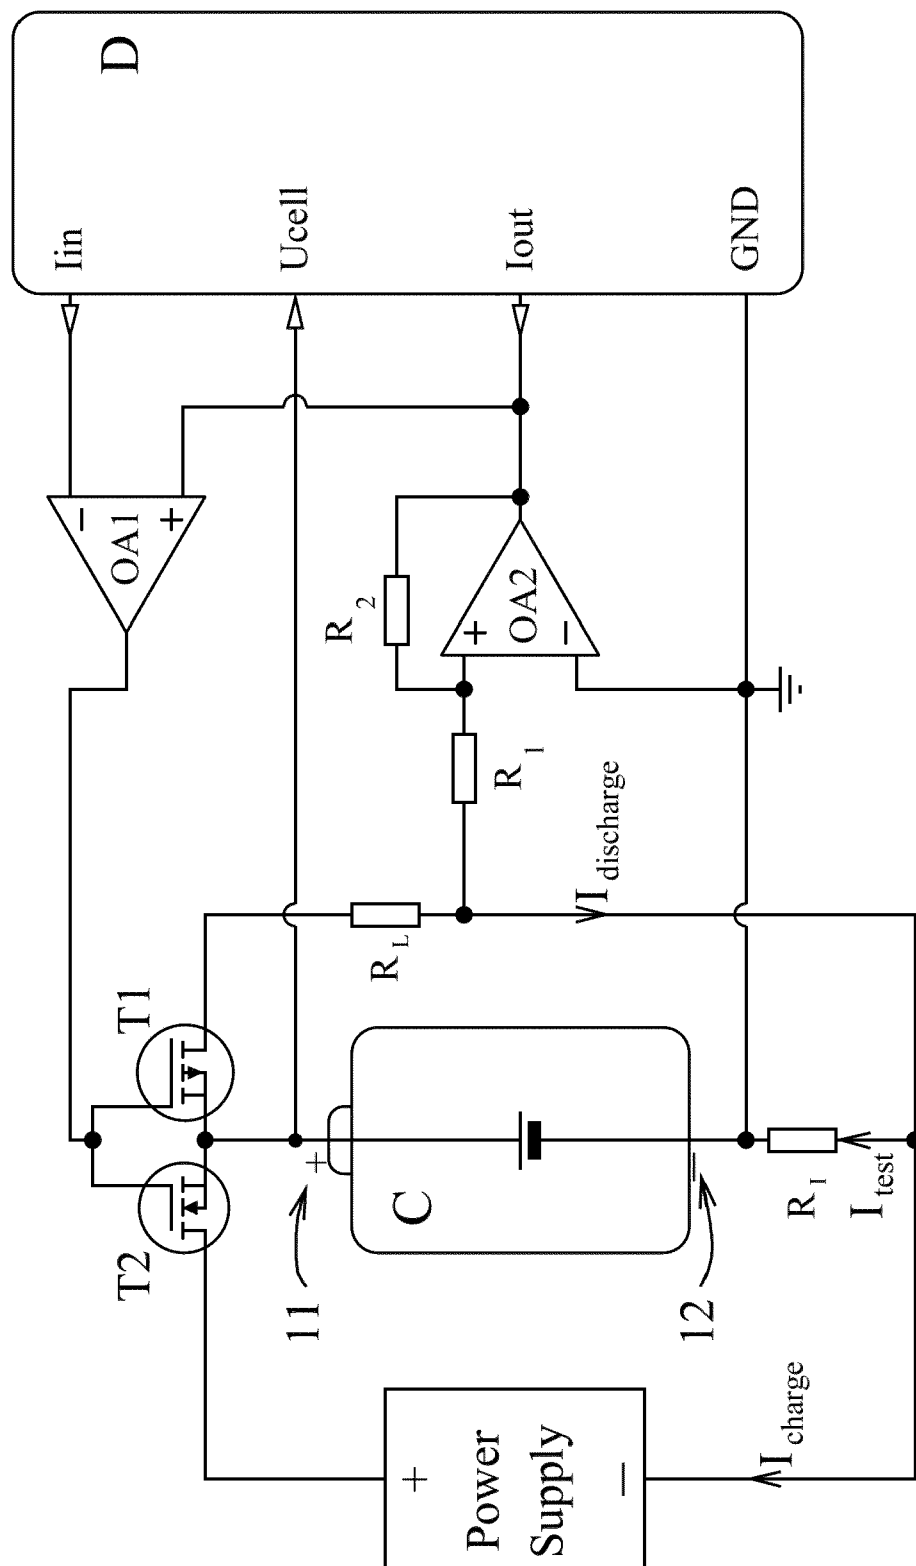 D
Iin
Ucell
Iout
GND
−
OA1
+
R2
+
OA2
−
R1
RL
Idischarge
T1
T2
+
11
C
−
12
RI
Itest
+
Power
Supply
−
Icharge